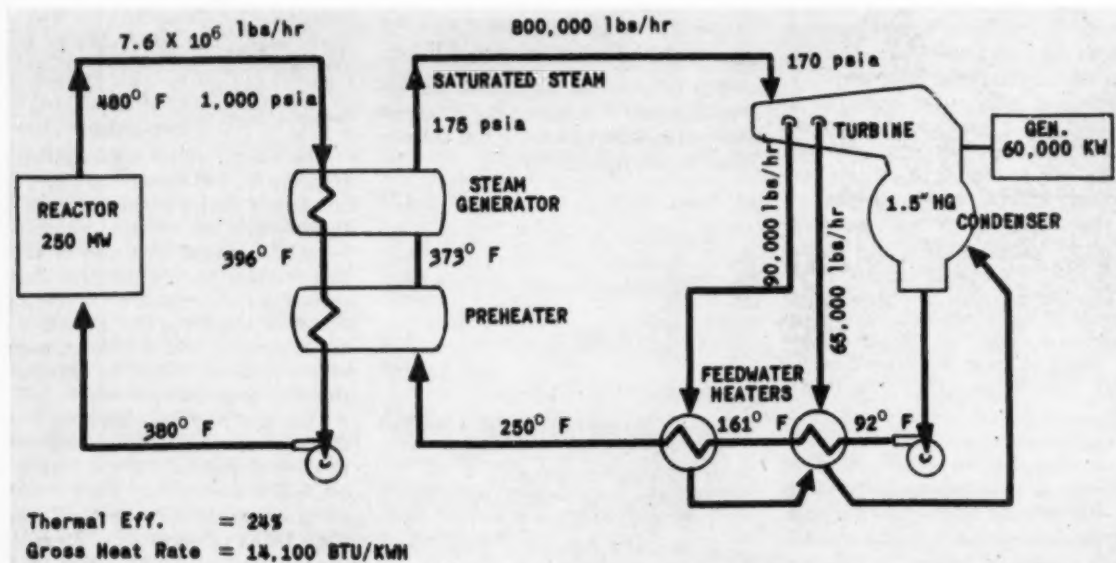 7.6 X 10⁶ lbs/hr
800,000 lbs/hr
480° F
1,000 psia
SATURATED STEAM
175 psia
170 psia
TURBINE
GEN.
60,000 KW
REACTOR
250 MW
STEAM
GENERATOR
90,000 lbs/hr
65,000 lbs/hr
1.5" HG
CONDENSER
396° F
373° F
PREHEATER
FEEDWATER
HEATERS
380° F
250° F
161° F
92° F
Thermal Eff. = 24%
Gross Heat Rate = 14,100 BTU/KWH